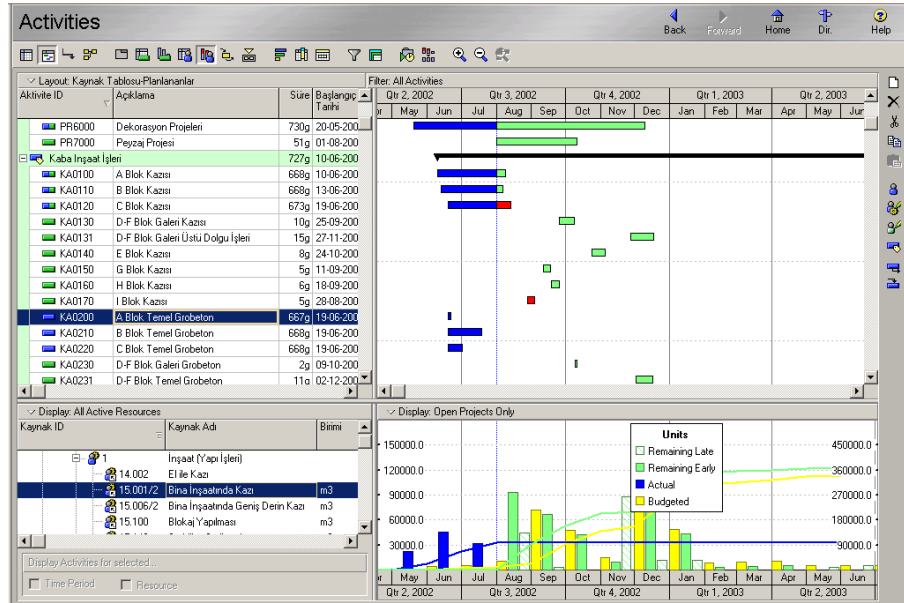 Activities
Back Forward Home Dir. Help
Layout: Kaynak Tablosu-Planlananlar Filter: All Activities
Aktivite ID Açıklama Süre Başlangıç Tarihi
Qtr 2, 2002 Qtr 3, 2002 Qtr 4, 2002 Qtr 1, 2003 Qtr 2, 2003
r May Jun Jul Aug Sep Oct Nov Dec Jan Feb Mar Apr May Jur
PR6000 Dekorasyon Projeleri 730g 20-05-200
PR7000 Peyzaj Projesi 51g 01-08-200
Kaba Inşaat İşleri 727g 10-06-200
KA0100 A Blok Kazısı 668g 10-06-200
KA0110 B Blok Kazısı 668g 13-06-200
KA0120 C Blok Kazısı 673g 19-06-200
KA0130 D-F Blok Galeri Kazısı 10g 25-09-200
KA0131 D-F Blok Galeri Üstü Dolgu İşleri 15g 27-11-200
KA0140 E Blok Kazısı 8g 24-10-200
KA0150 G Blok Kazısı 5g 11-09-200
KA0160 H Blok Kazısı 6g 18-09-200
KA0170 I Blok Kazısı 5g 28-08-200
KA0200 A Blok Temel Grobeton 667g 19-06-200
KA0210 B Blok Temel Grobeton 668g 19-06-200
KA0220 C Blok Temel Grobeton 668g 19-06-200
KA0230 D-F Blok Galeri Grobeton 2g 09-10-200
KA0231 D-F Blok Temel Grobeton 11g 02-12-200
Display: All Active Resources Display: Open Projects Only
Kaynak ID Kaynak Adı Birimi
1 İnşaat (Yapı İşleri)
14.002 El ile Kazı
15.001/2 Bina İnşaatında Kazı m3
15.006/2 Bina İnşaatında Geniş Derin Kazı m3
15.100 Blokaj Yapılması m3
Display Activities for selected...
Time Period Resource
Units
Remaining Late
Remaining Early
Actual
Budgeted
150000.0 450000.0
120000.0 360000.0
90000.0 270000.0
60000.0 180000.0
30000.0 90000.0
r May Jun Jul Aug Sep Oct Nov Dec Jan Feb Mar Apr May Jun
Qtr 2, 2002 Qtr 3, 2002 Qtr 4, 2002 Qtr 1, 2003 Qtr 2, 2003